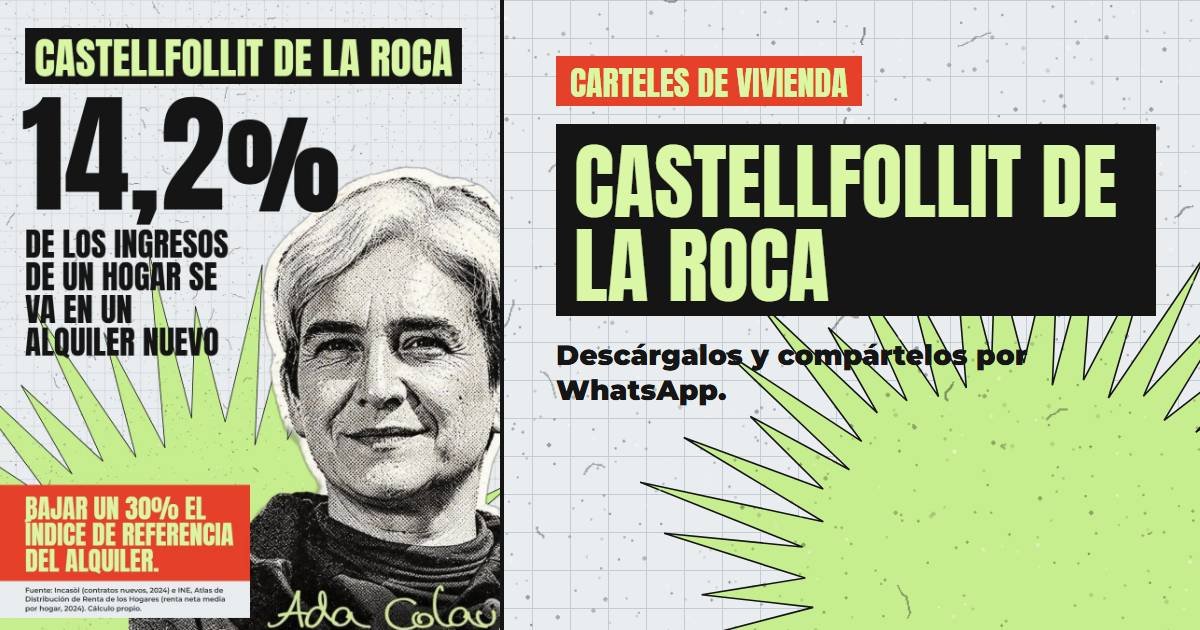 CASTELLFOLLIT DE LA ROCA
14,2%
DE LOS INGRESOS
DE UN HOGAR SE
VA EN UN
ALQUILER NUEVO
BAJAR UN 30% EL
ÍNDICE DE REFERENCIA
DEL ALQUILER.
Fuente: Incasòl (contratos nuevos, 2024) e INE, Atlas de
Distribución de Renta de los Hogares (renta neta media
por hogar, 2024). Cálculo propio.
Ada Colau
CARTELES DE VIVIENDA
CASTELLFOLLIT DE
LA ROCA
Descárgalos y compártelos por
WhatsApp.